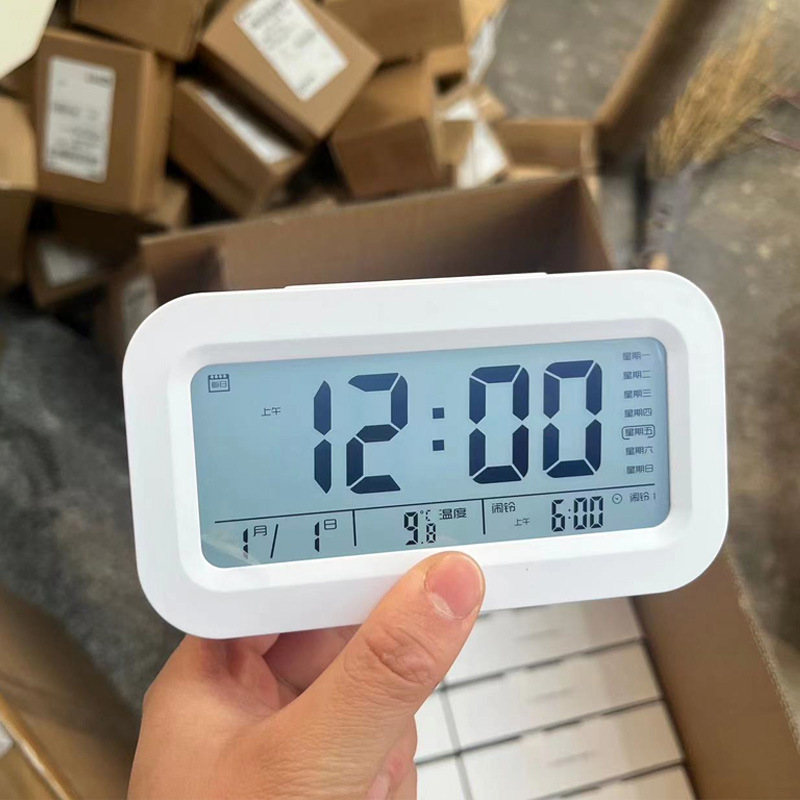 每日
上午
12:00
星期一
星期二
星期三
星期四
星期五
星期六
星期日
1月/ 1日
9.8℃ 温度
闹铃
上午 6:00
闹铃1